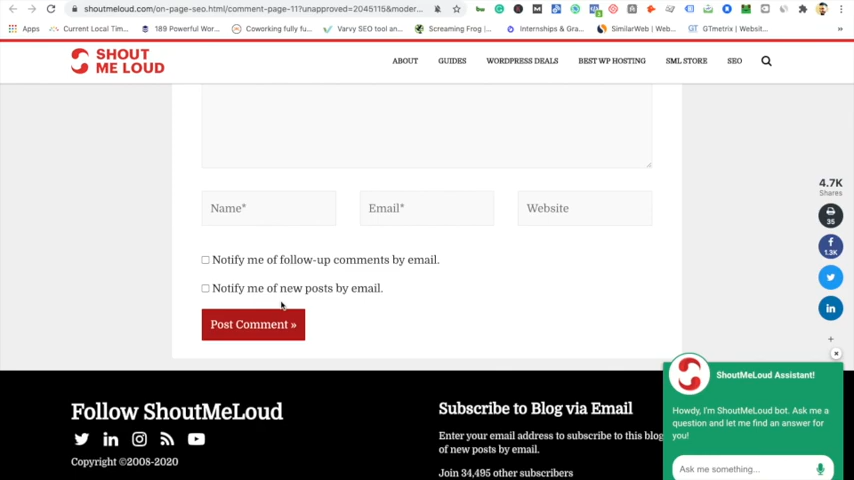 shoutmeloud.com/on-page-seo.html/comment-page-11?unapproved=2045115&moder...
Apps
Current Local Tim...
189 Powerful Wor...
Coworking fully fur...
Varvy SEO tool an...
Screaming Frog |...
Internships & Gra...
SimilarWeb | Web...
GTmetrix | Websit...
»
SHOUT
ME LOUD
ABOUT
GUIDES
WORDPRESS DEALS
BEST WP HOSTING
SML STORE
SEO
4.7K
Shares
35
1.3K
Name*
Email*
Website
Notify me of follow-up comments by email.
Notify me of new posts by email.
Post Comment »
+
×
ShoutMeLoud Assistant!
Howdy, I'm ShoutMeLoud bot. Ask me a
question and let me find an answer for
you!
Ask me something...
Follow ShoutMeLoud
Copyright ©2008-2020
Subscribe to Blog via Email
Enter your email address to subscribe to this blog
of new posts by email.
Join 34,495 other subscribers